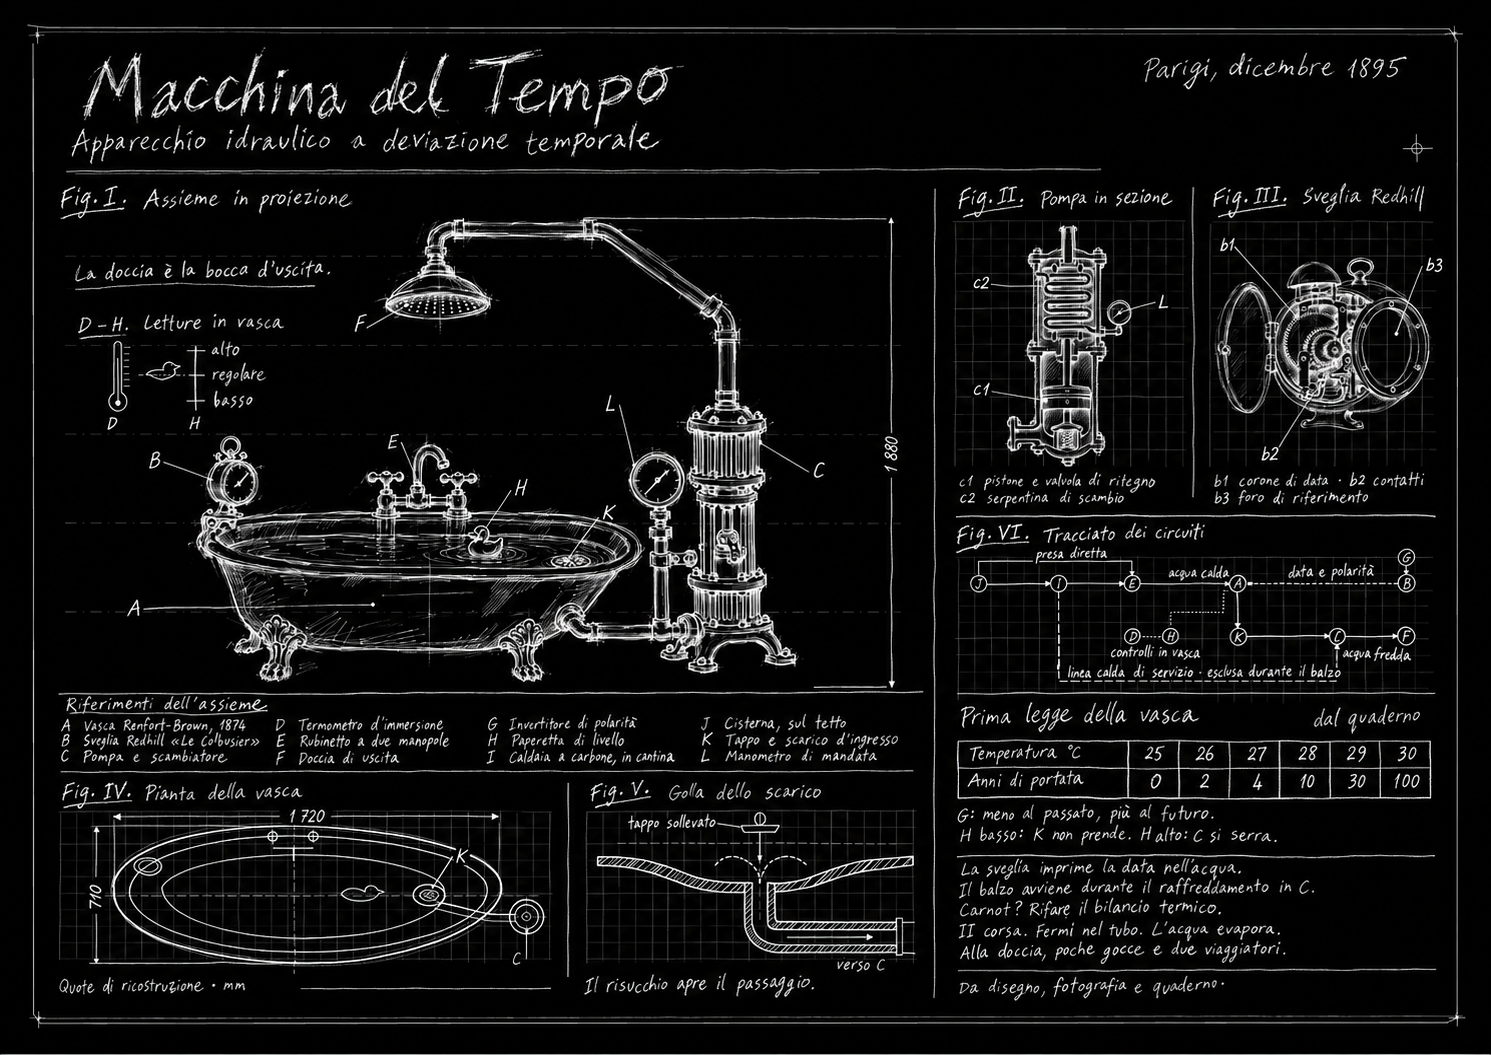 Macchina del Tempo
Apparecchio idraulico a deviazione temporale
Parigi, dicembre 1895
Fig. I. Assieme in proiezione
La doccia è la bocca d'uscita.
D – H. Letture in vasca
alto
regolare
basso
D
H
F
L
B
E
H
K
C
A
1 880
Fig. II. Pompa in sezione
c2
L
c1
c1 pistone e valvola di ritegno
c2 serpentina di scambio
Fig. III. Sveglia Redhill
b1
b3
b2
b1 corone di data · b2 contatti
b3 foro di riferimento
Fig. VI. Tracciato dei circuiti
presa diretta
acqua calda
data e polarità
J
I
E
A
G
B
D
H
K
L
F
controlli in vasca
acqua fredda
linea calda di servizio · esclusa durante il balzo
Riferimenti dell'assieme
A Vasca Renfort-Brown, 1874
B Sveglia Redhill «Le Colbusier»
C Pompa e scambiatore
D Termometro d'immersione
E Rubinetto a due manopole
F Doccia di uscita
G Invertitore di polarità
H Paperetta di livello
I Caldaia a carbone, in cantina
J Cisterna, sul tetto
K Tappo e scarico d'ingresso
L Manometro di mandata
Prima legge della vasca
dal quaderno
Temperatura °C 25 26 27 28 29 30
Anni di portata 0 2 4 10 30 100
G: meno al passato, più al futuro.
H basso: K non prende. H alto: C si serra.
La sveglia imprime la data nell'acqua.
Il balzo avviene durante il raffreddamento in C.
Carnot? Rifare il bilancio termico.
II corsa. Fermi nel tubo. L'acqua evapora.
Alla doccia, poche gocce e due viaggiatori.
Da disegno, fotografia e quaderno.
Fig. IV. Pianta della vasca
1 720
710
K
C
Quote di ricostruzione · mm
Fig. V. Golla dello scarico
tappo sollevato
verso C
Il risucchio apre il passaggio.